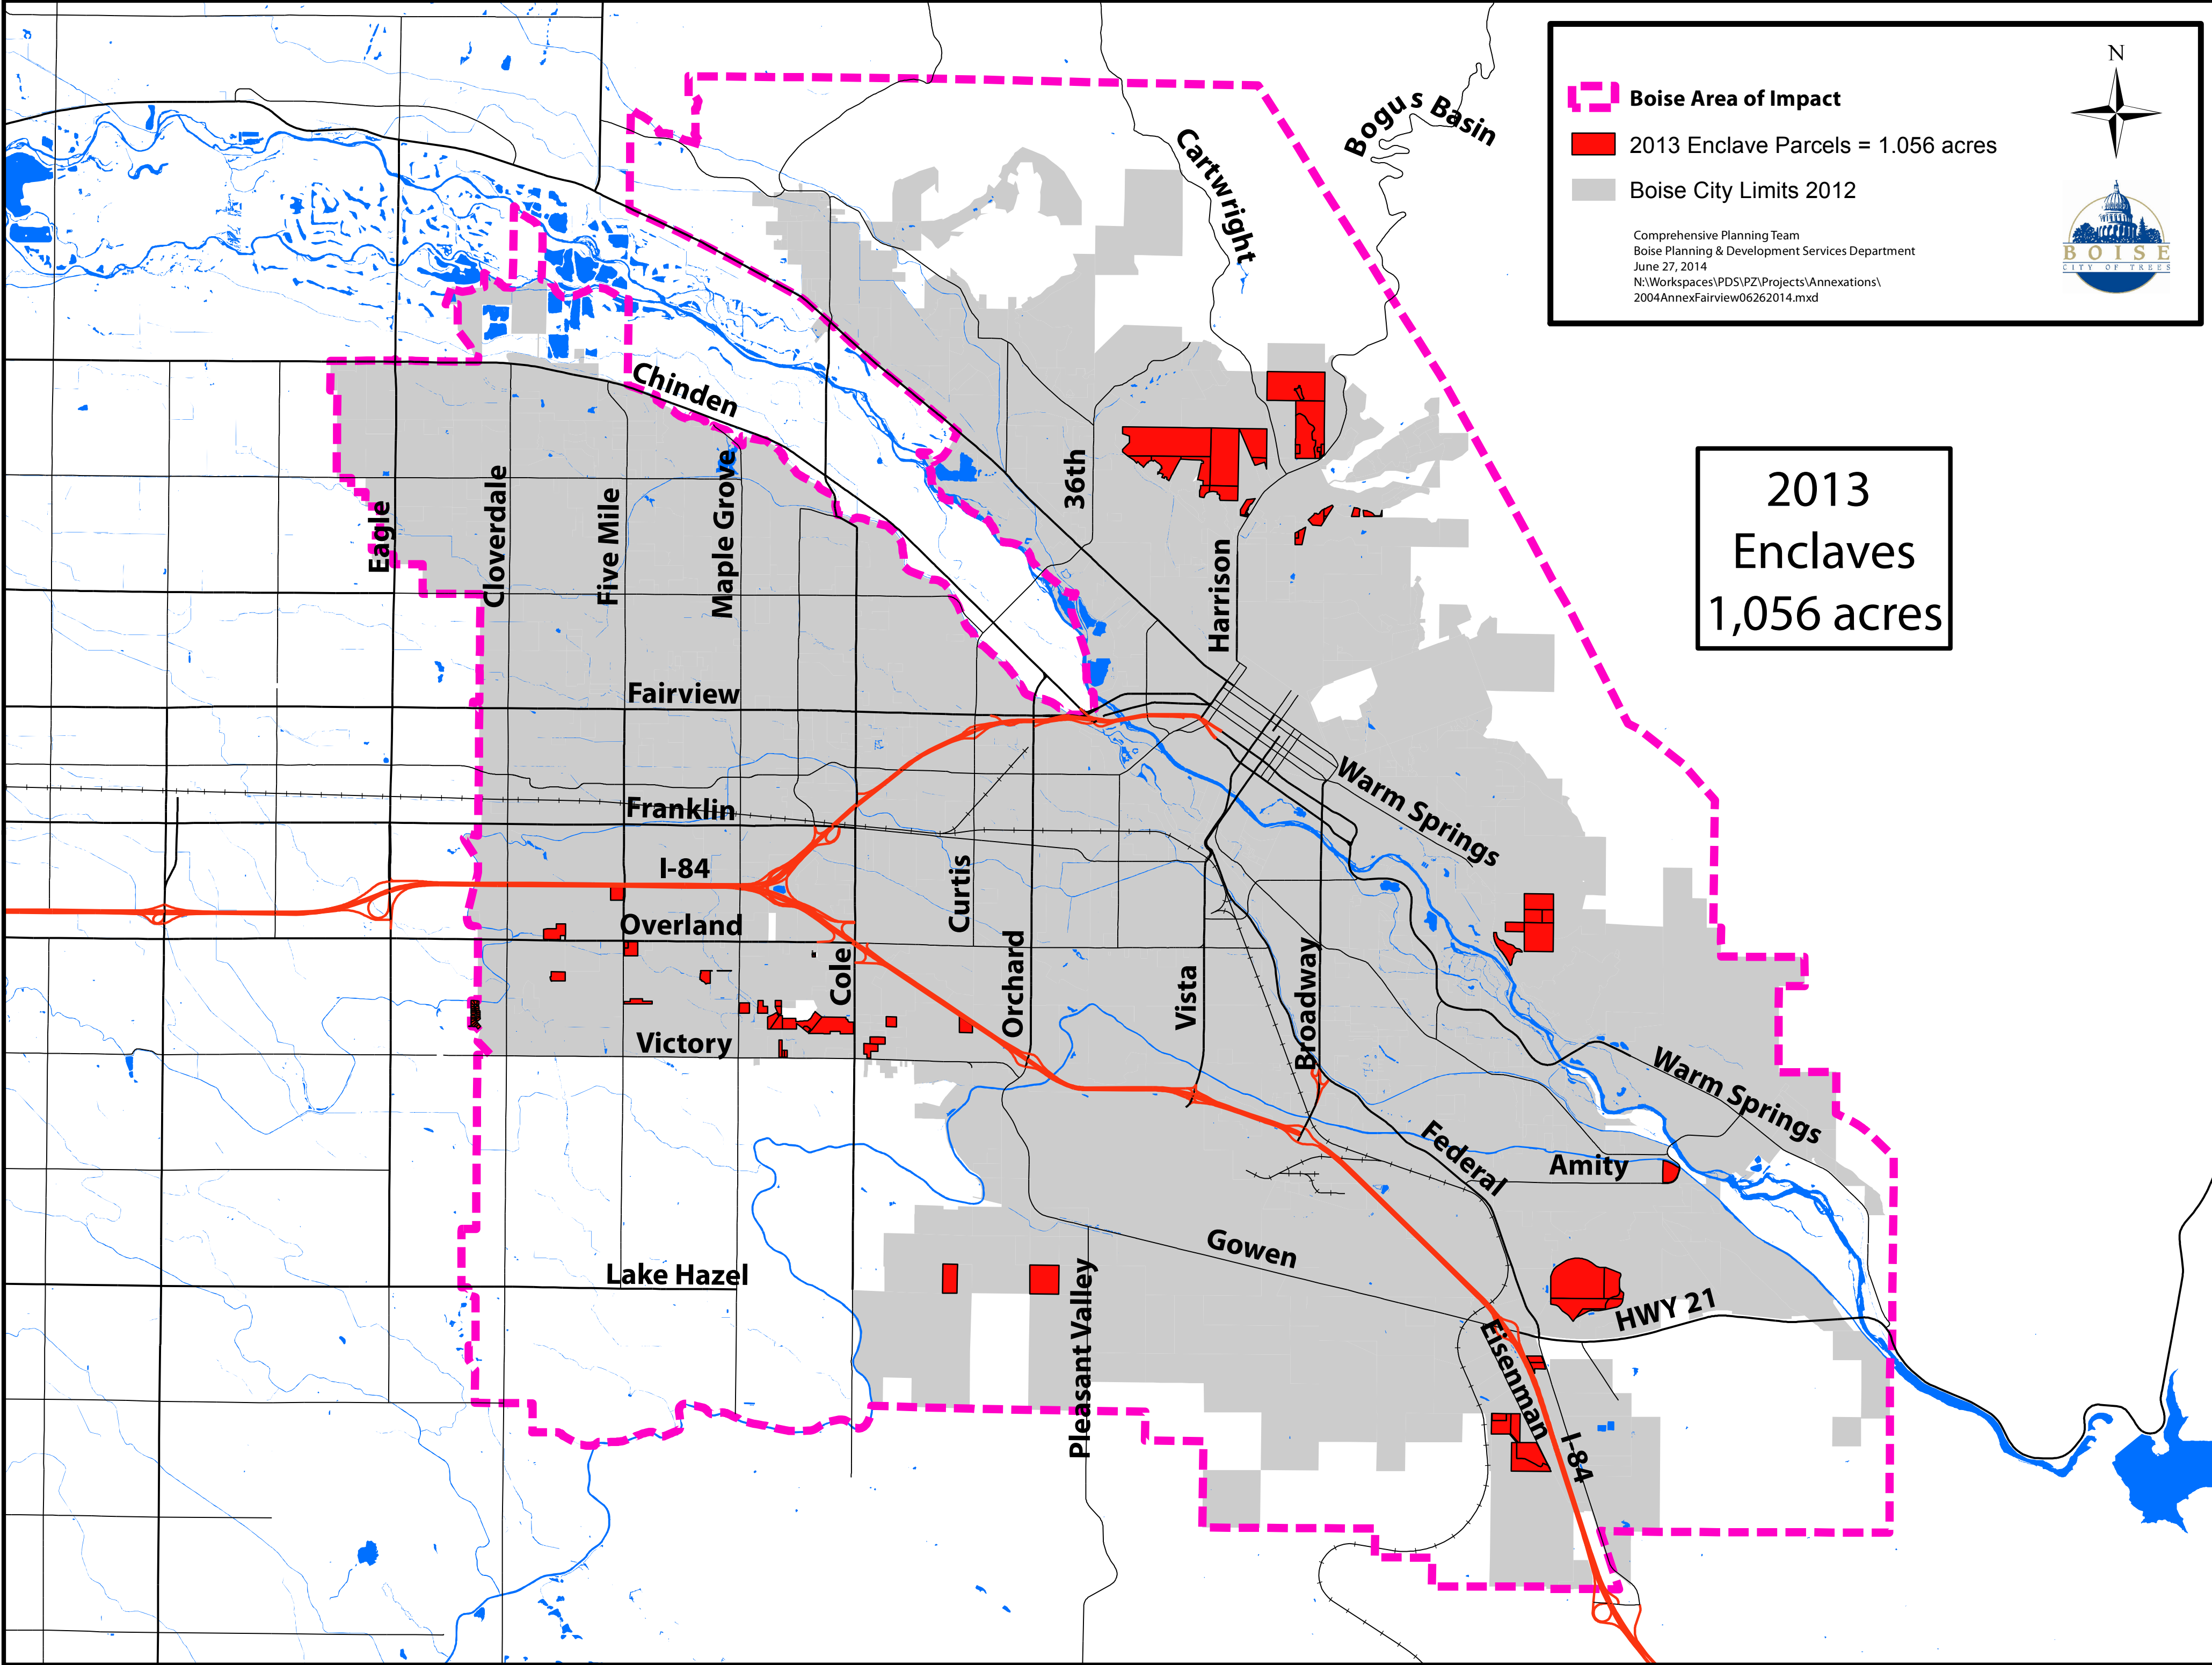 N
Boise Area of Impact
2013 Enclave Parcels = 1.056 acres
Boise City Limits 2012
Comprehensive Planning Team
Boise Planning & Development Services Department
June 27, 2014
N:\Workspaces\PDS\PZ\Projects\Annexations\
2004AnnexFairview06262014.mxd
BOISE
CITY OF TREES
2013
Enclaves
1,056 acres
Bogus Basin
Cartwright
Chinden
36th
Harrison
Eagle
Cloverdale
Five Mile
Maple Grove
Fairview
Warm Springs
Franklin
I-84
Overland
Curtis
Cole
Orchard
Vista
Broadway
Victory
Warm Springs
Federal
Amity
Gowen
Lake Hazel
Pleasant Valley
HWY 21
Eisenman
I-84